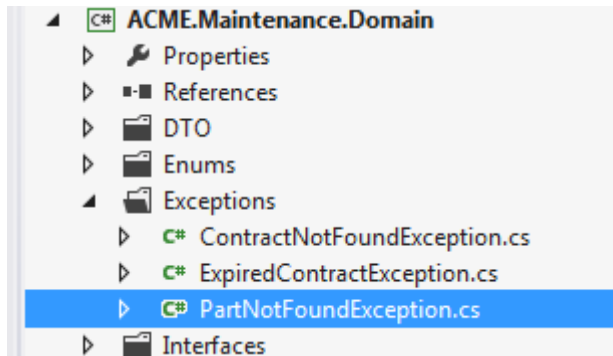 C# ACME.Maintenance.Domain
Properties
References
DTO
Enums
Exceptions
C# ContractNotFoundException.cs
C# ExpiredContractException.cs
C# PartNotFoundException.cs
Interfaces